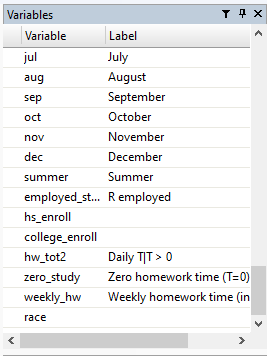 Variables
Variable Label
jul July
aug August
sep September
oct October
nov November
dec December
summer Summer
employed_st... R employed
hs_enroll
college_enroll
hw_tot2 Daily T|T > 0
zero_study Zero homework time (T=0)
weekly_hw Weekly homework time (in
race